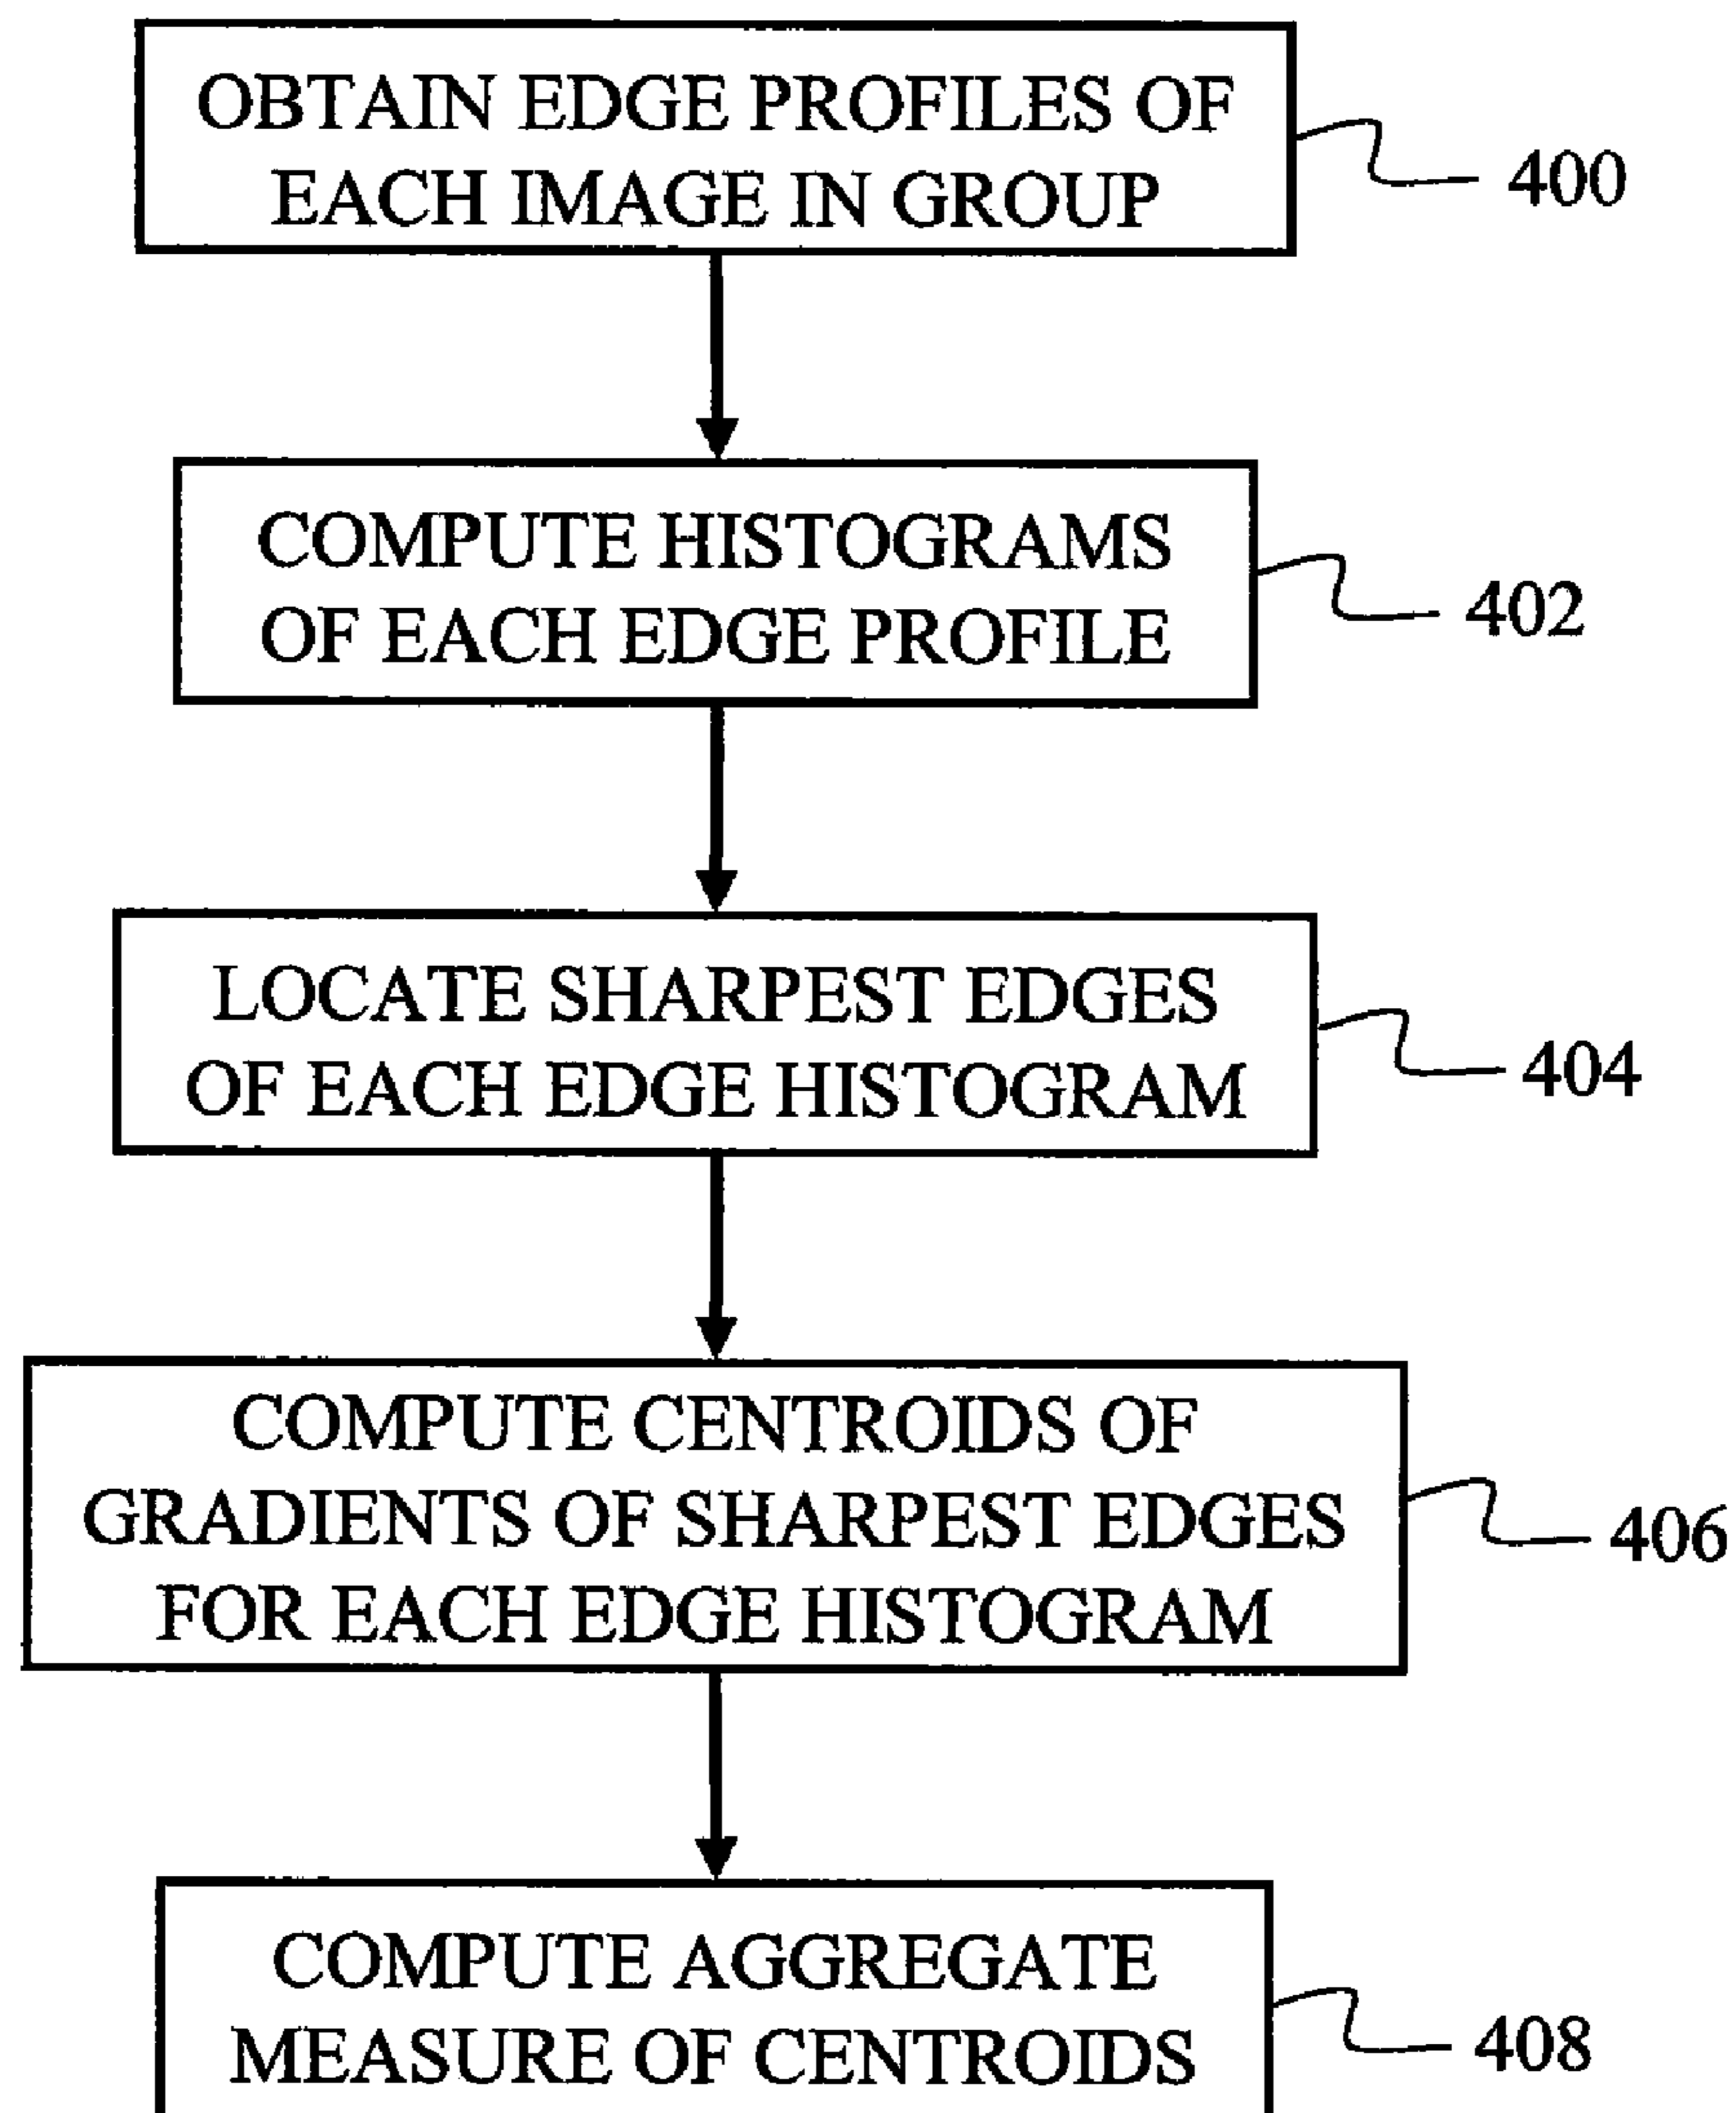 OBTAIN EDGE PROFILES OF
EACH IMAGE IN GROUP
400
COMPUTE HISTOGRAMS
OF EACH EDGE PROFILE
402
LOCATE SHARPEST EDGES
OF EACH EDGE HISTOGRAM
404
COMPUTE CENTROIDS OF
GRADIENTS OF SHARPEST EDGES
FOR EACH EDGE HISTOGRAM
406
COMPUTE AGGREGATE
MEASURE OF CENTROIDS
408